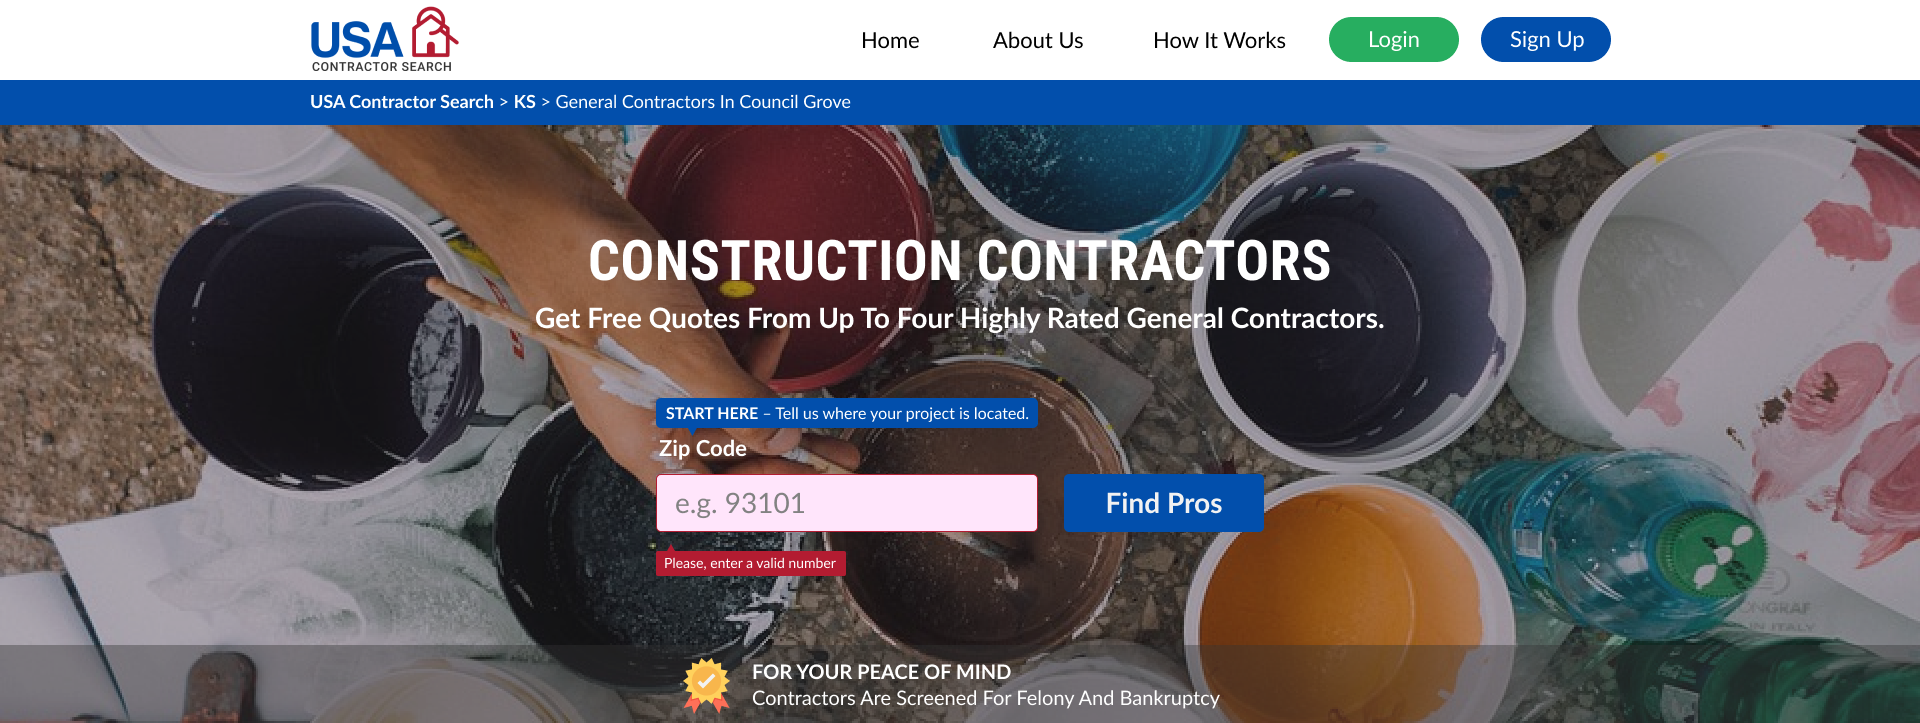 USA
CONTRACTOR SEARCH
Home
About Us
How It Works
Login
Sign Up
USA Contractor Search > KS > General Contractors In Council Grove
CONSTRUCTION CONTRACTORS
Get Free Quotes From Up To Four Highly Rated General Contractors.
START HERE – Tell us where your project is located.
Zip Code
e.g. 93101
Find Pros
Please, enter a valid number
FOR YOUR PEACE OF MIND
Contractors Are Screened For Felony And Bankruptcy